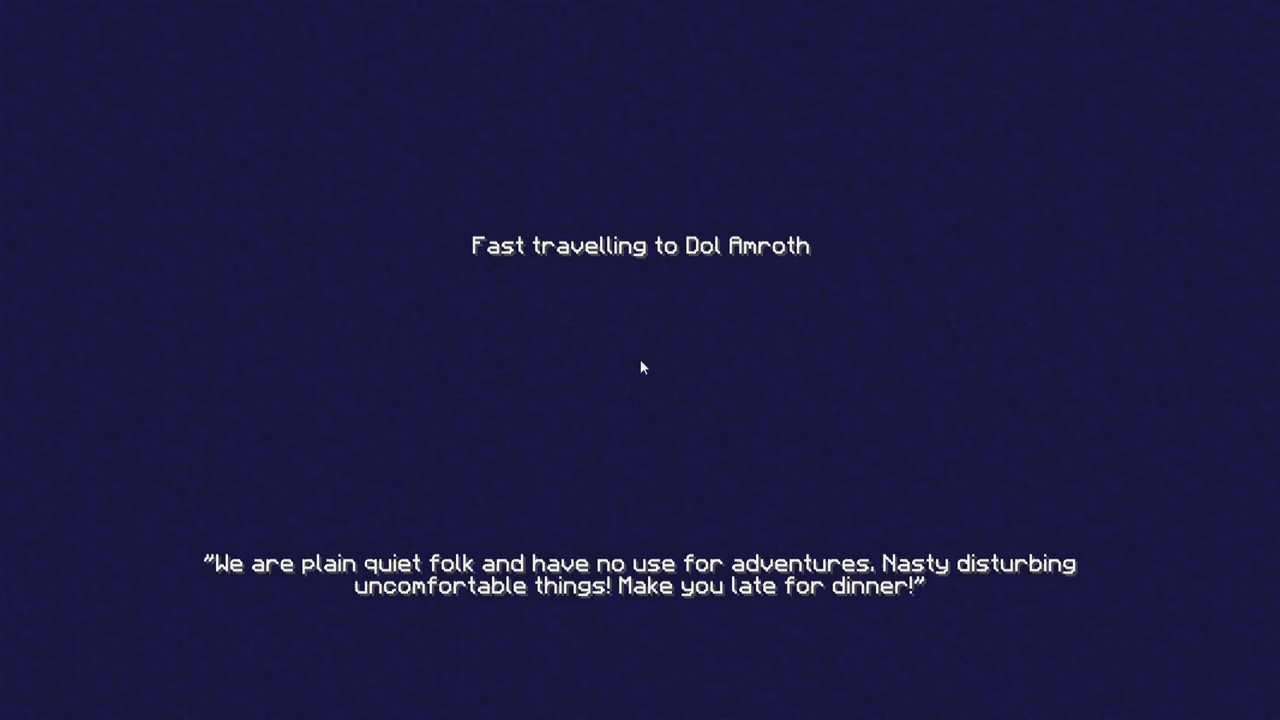 Fast travelling to Dol Amroth
"We are plain quiet folk and have no use for adventures. Nasty disturbing
uncomfortable things! Make you late for dinner!"